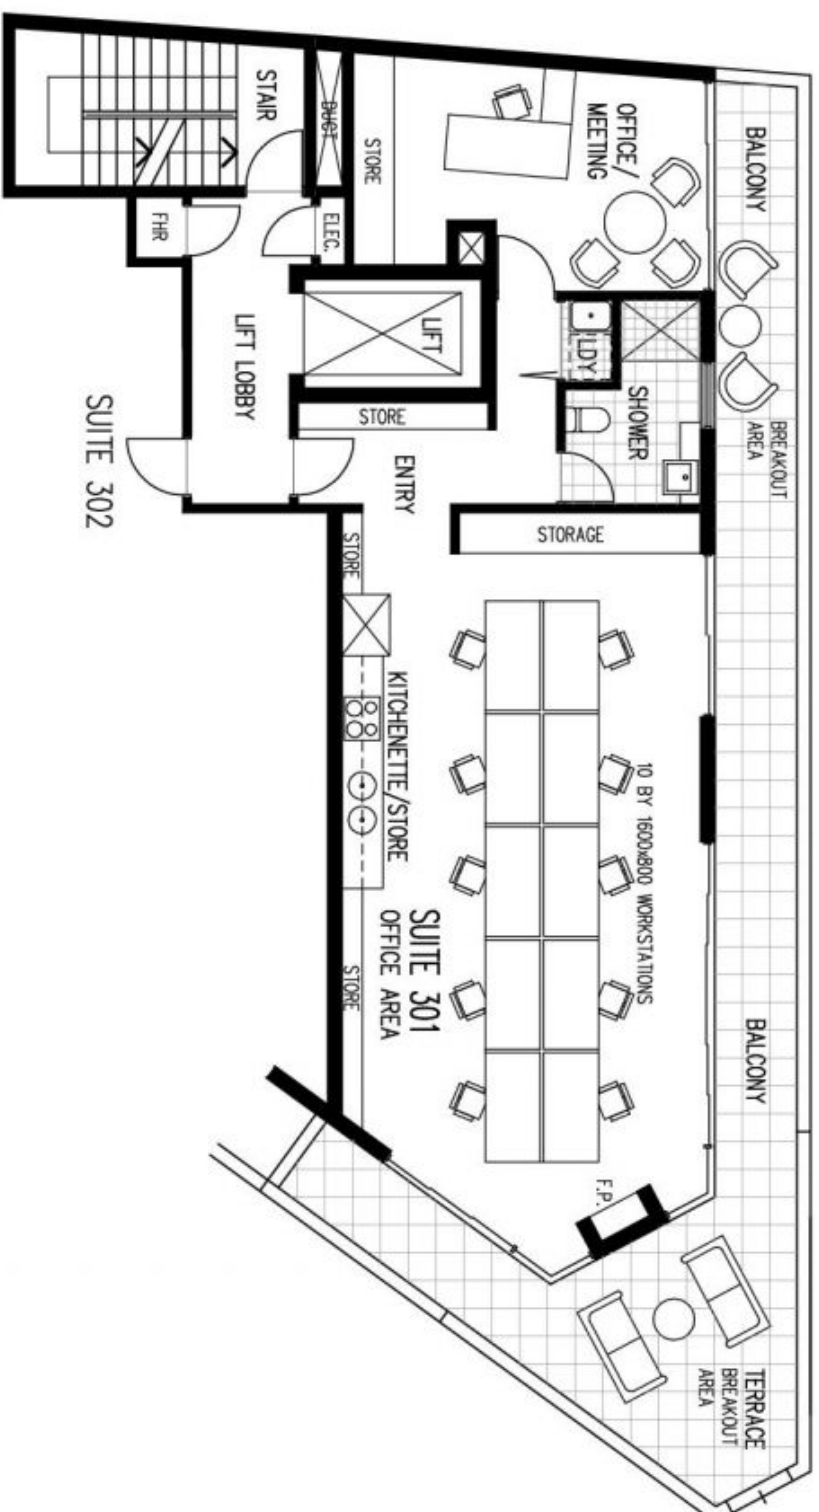 STAIR
DUCT
STORE
OFFICE/
MEETING
BALCONY
FHR
ELEC.
LIFT LOBBY
LIFT
LDY
SHOWER
STORE
BREAKOUT
AREA
SUITE 302
ENTRY
STORE
STORAGE
KITCHENETTE/STORE
10 BY 1600x800 WORKSTATIONS
SUITE 301
OFFICE AREA
STORE
BALCONY
F.P.
TERRACE
BREAKOUT
AREA